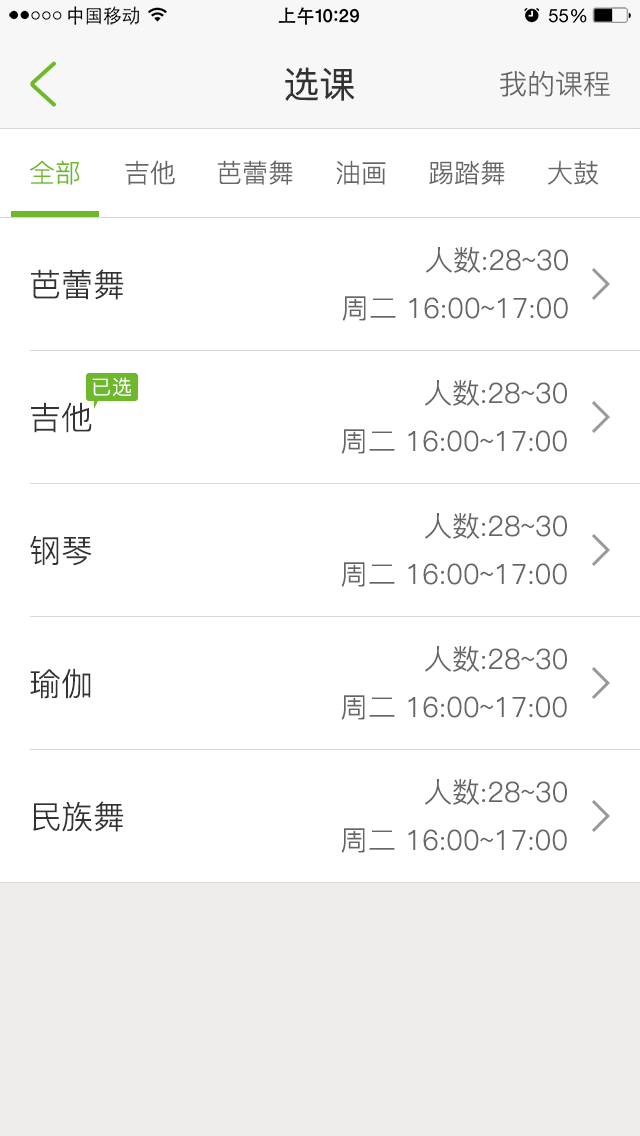 中国移动 上午10:29 55%
选课 我的课程
全部 吉他 芭蕾舞 油画 踢踏舞 大鼓
芭蕾舞
人数:28~30
周二 16:00~17:00
已选
吉他
人数:28~30
周二 16:00~17:00
钢琴
人数:28~30
周二 16:00~17:00
瑜伽
人数:28~30
周二 16:00~17:00
民族舞
人数:28~30
周二 16:00~17:00